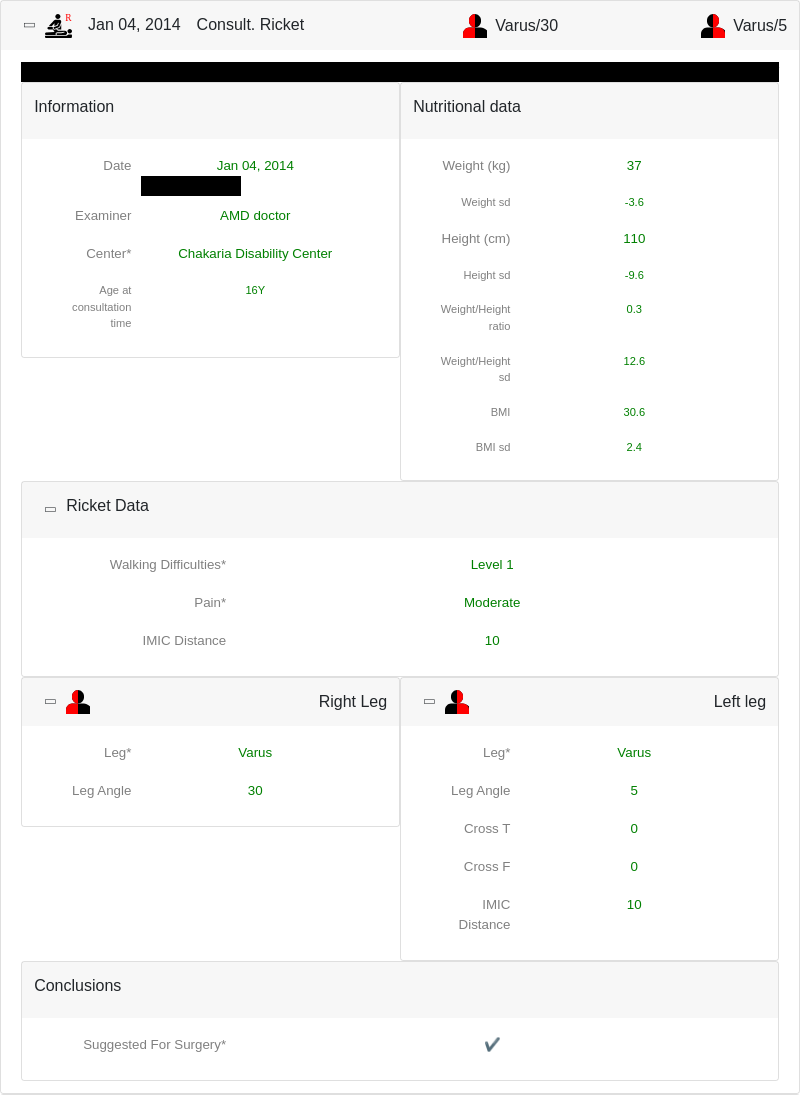 R
Jan 04, 2014 Consult. Ricket Varus/30 Varus/5
Information
Date Jan 04, 2014
Examiner AMD doctor
Center* Chakaria Disability Center
Age at consultation time 16Y
Nutritional data
Weight (kg) 37
Weight sd -3.6
Height (cm) 110
Height sd -9.6
Weight/Height ratio 0.3
Weight/Height sd 12.6
BMI 30.6
BMI sd 2.4
Ricket Data
Walking Difficulties* Level 1
Pain* Moderate
IMIC Distance 10
Right Leg
Leg* Varus
Leg Angle 30
Left leg
Leg* Varus
Leg Angle 5
Cross T 0
Cross F 0
IMIC Distance 10
Conclusions
Suggested For Surgery* ✔